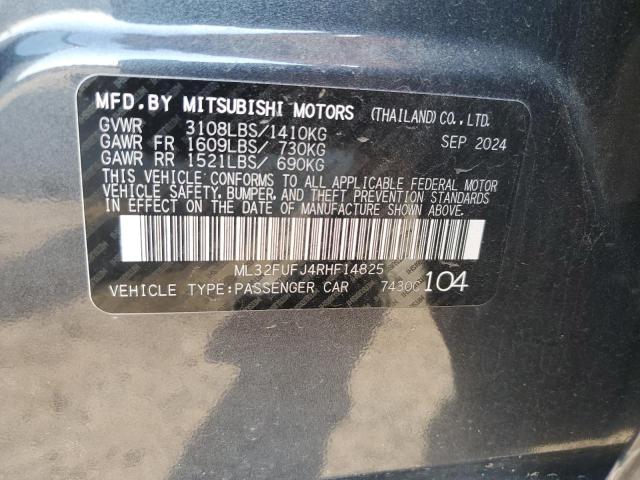 MFD.BY MITSUBISHI MOTORS (THAILAND) CO.,LTD.
GVWR 3108LBS/1410KG SEP 2024
GAWR FR 1609LBS/ 730KG
GAWR RR 1521LBS/ 690KG
THIS VEHICLE CONFORMS TO ALL APPLICABLE FEDERAL MOTOR
VEHICLE SAFETY, BUMPER, AND THEFT PREVENTION STANDARDS
IN EFFECT ON THE DATE OF MANUFACTURE SHOWN ABOVE.
ML32FUFJ4RHF14825
VEHICLE TYPE:PASSENGER CAR 7430G 104